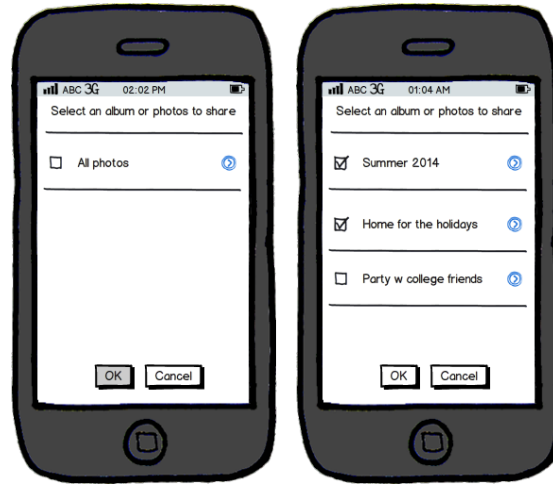 ABC 3G 02:02 PM
Select an album or photos to share
All photos
OK Cancel
ABC 3G 01:04 AM
Select an album or photos to share
Summer 2014
Home for the holidays
Party w college friends
OK Cancel